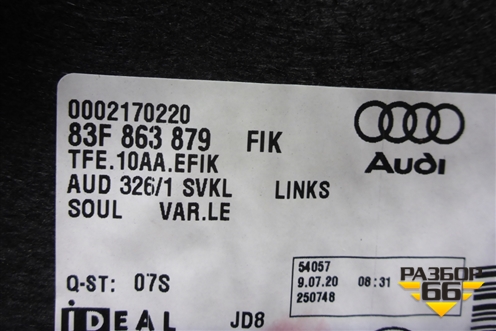 0002170220
83F 863 879 FIK
TFE.10AA.EFIK
AUD 326/1 SVKL LINKS
SOUL VAR.LE
Audi
Q-ST: 07S
54057
9.07.20 08:31
250748
iDEAL JD8
РАЗБОР
66